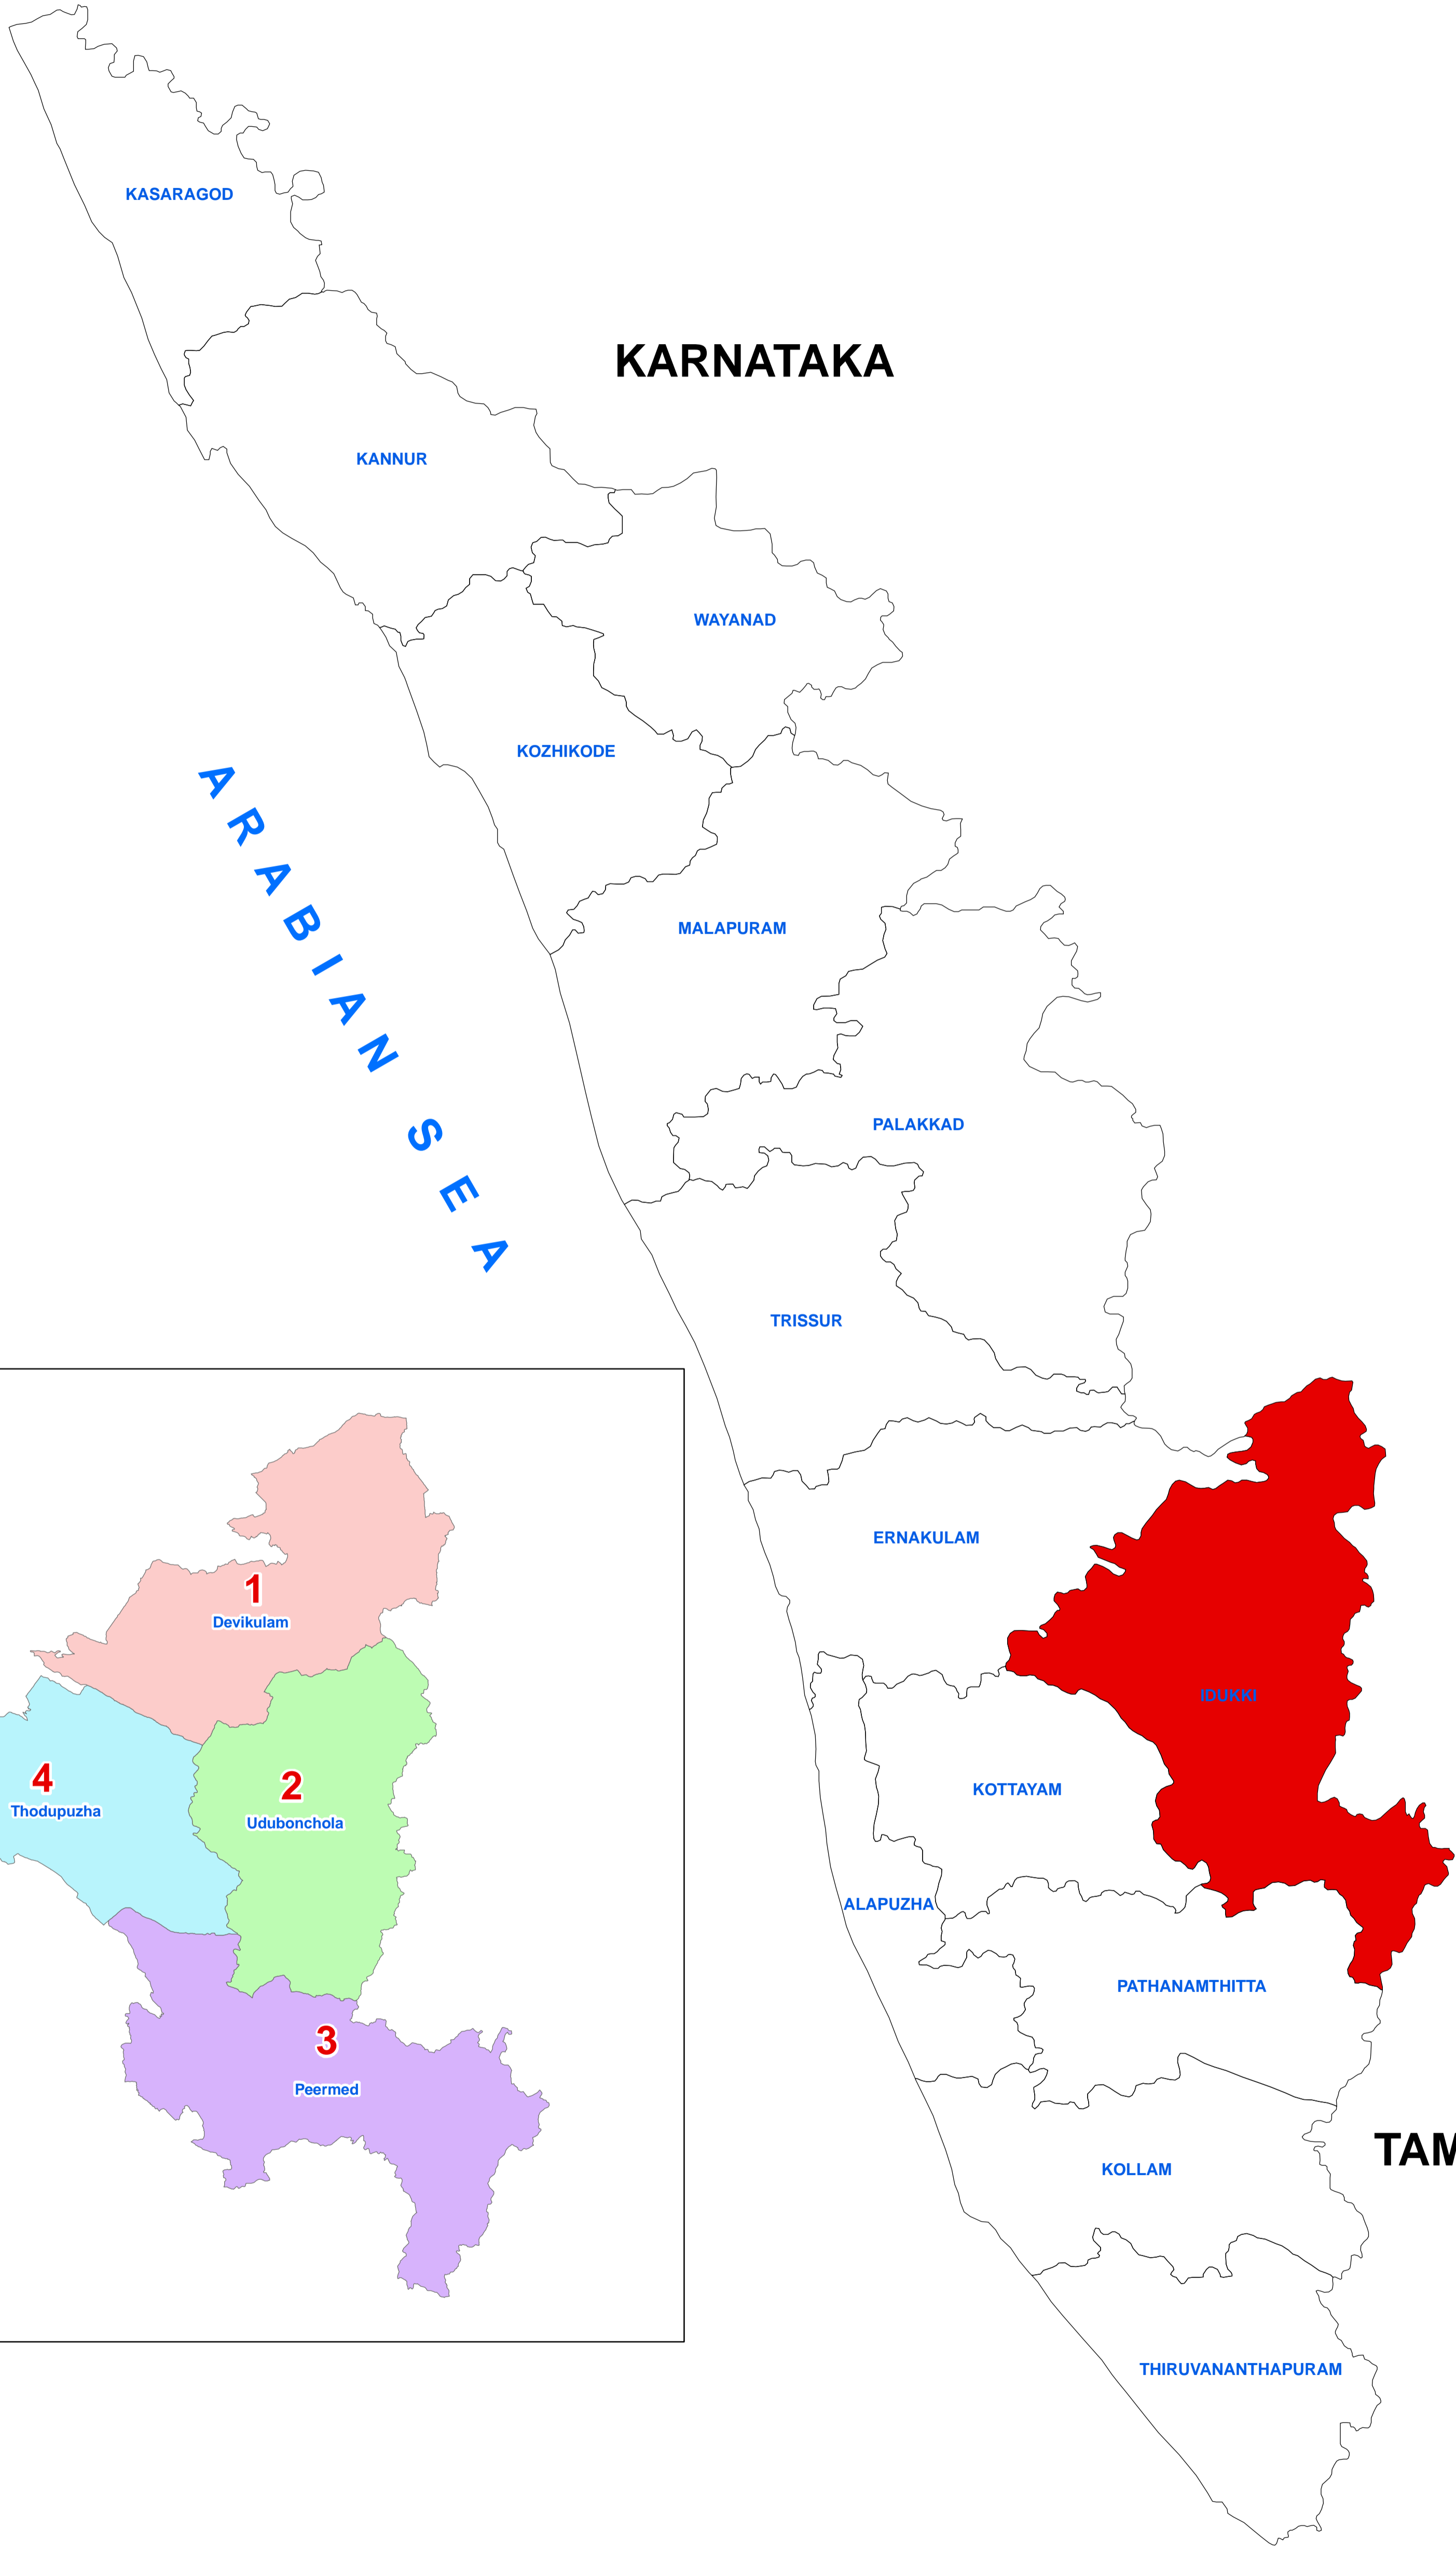 KASARAGOD
KARNATAKA
KANNUR
WAYANAD
KOZHIKODE
ARABIAN SEA
MALAPURAM
PALAKKAD
TRISSUR
ERNAKULAM
IDUKKI
KOTTAYAM
ALAPUZHA
PATHANAMTHITTA
TAM
KOLLAM
THIRUVANANTHAPURAM
1
Devikulam
4
Thodupuzha
2
Udubonchola
3
Peermed